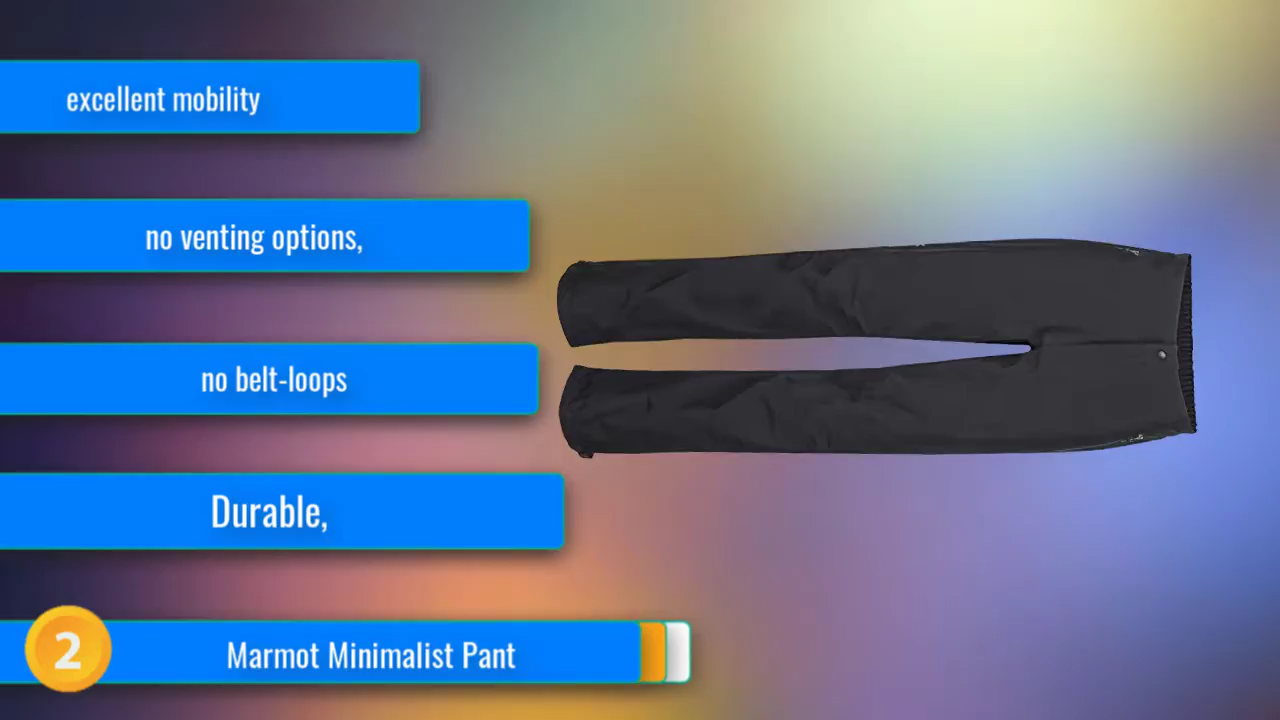 excellent mobility
no venting options,
no belt-loops
Durable,
2
Marmot Minimalist Pant